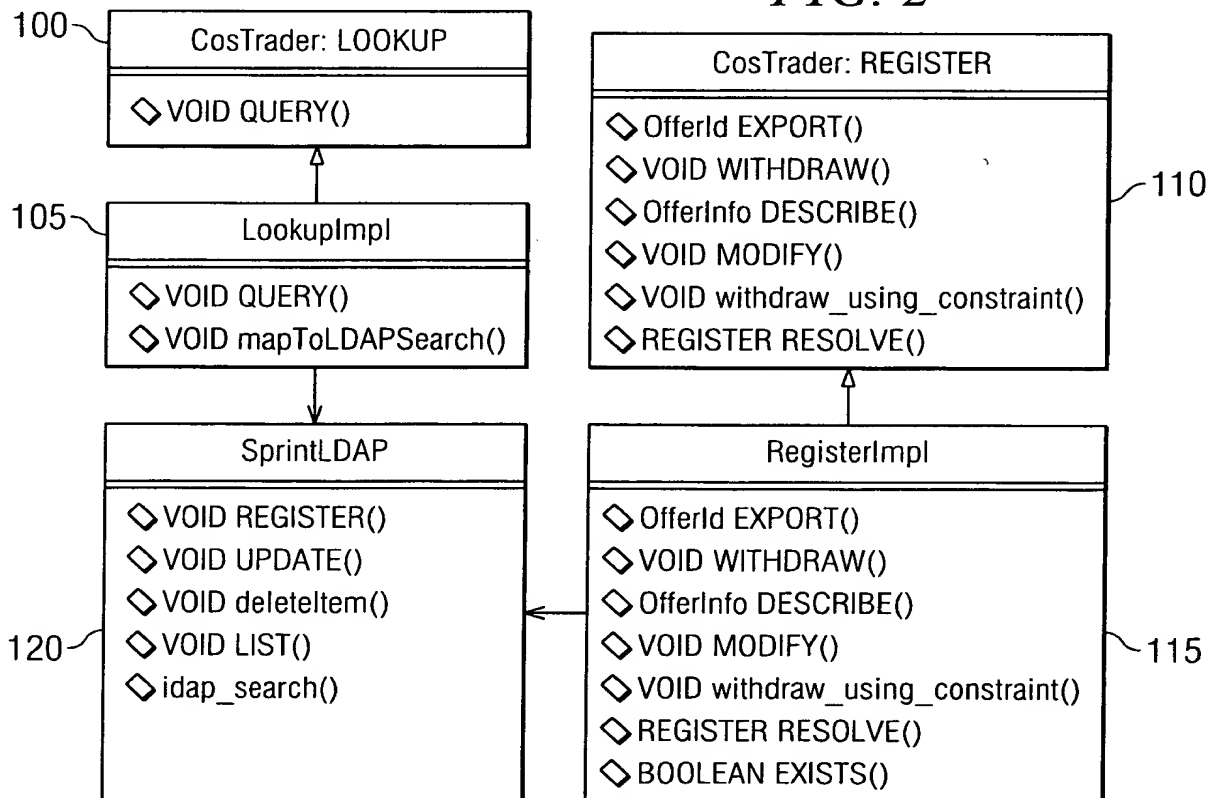 FIG. 2
100
CosTrader: LOOKUP
VOID QUERY()
105
LookupImpl
VOID QUERY()
VOID mapToLDAPSearch()
CosTrader: REGISTER
OfferId EXPORT()
VOID WITHDRAW()
OfferInfo DESCRIBE()
VOID MODIFY()
VOID withdraw_using_constraint()
REGISTER RESOLVE()
110
SprintLDAP
VOID REGISTER()
VOID UPDATE()
VOID deleteItem()
VOID LIST()
idap_search()
120
RegisterImpl
OfferId EXPORT()
VOID WITHDRAW()
OfferInfo DESCRIBE()
VOID MODIFY()
VOID withdraw_using_constraint()
REGISTER RESOLVE()
BOOLEAN EXISTS()
115